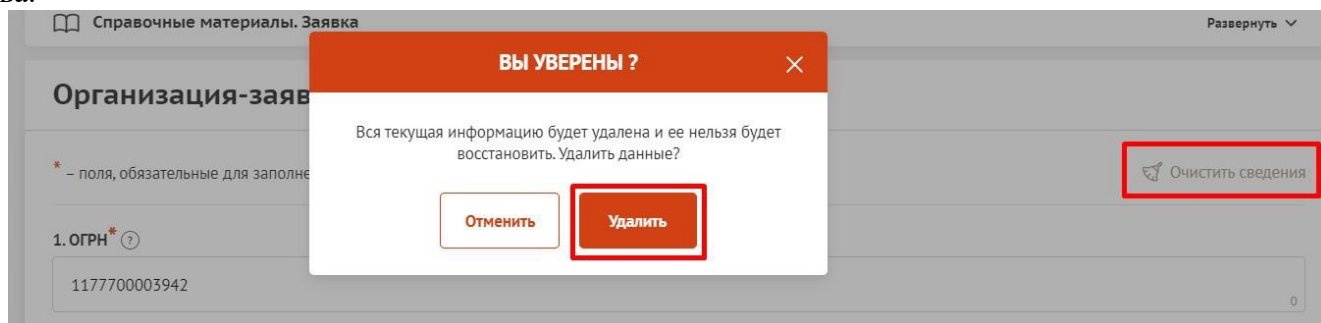 Справочные материалы. Заявка
Развернуть
ВЫ УВЕРЕНЫ ?
Организация-заяв
Вся текущая информацию будет удалена и ее нельзя будет
восстановить. Удалить данные?
* – поля, обязательные для заполне
Очистить сведения
Отменить
Удалить
1. ОГРН* ?
1177700003942
0